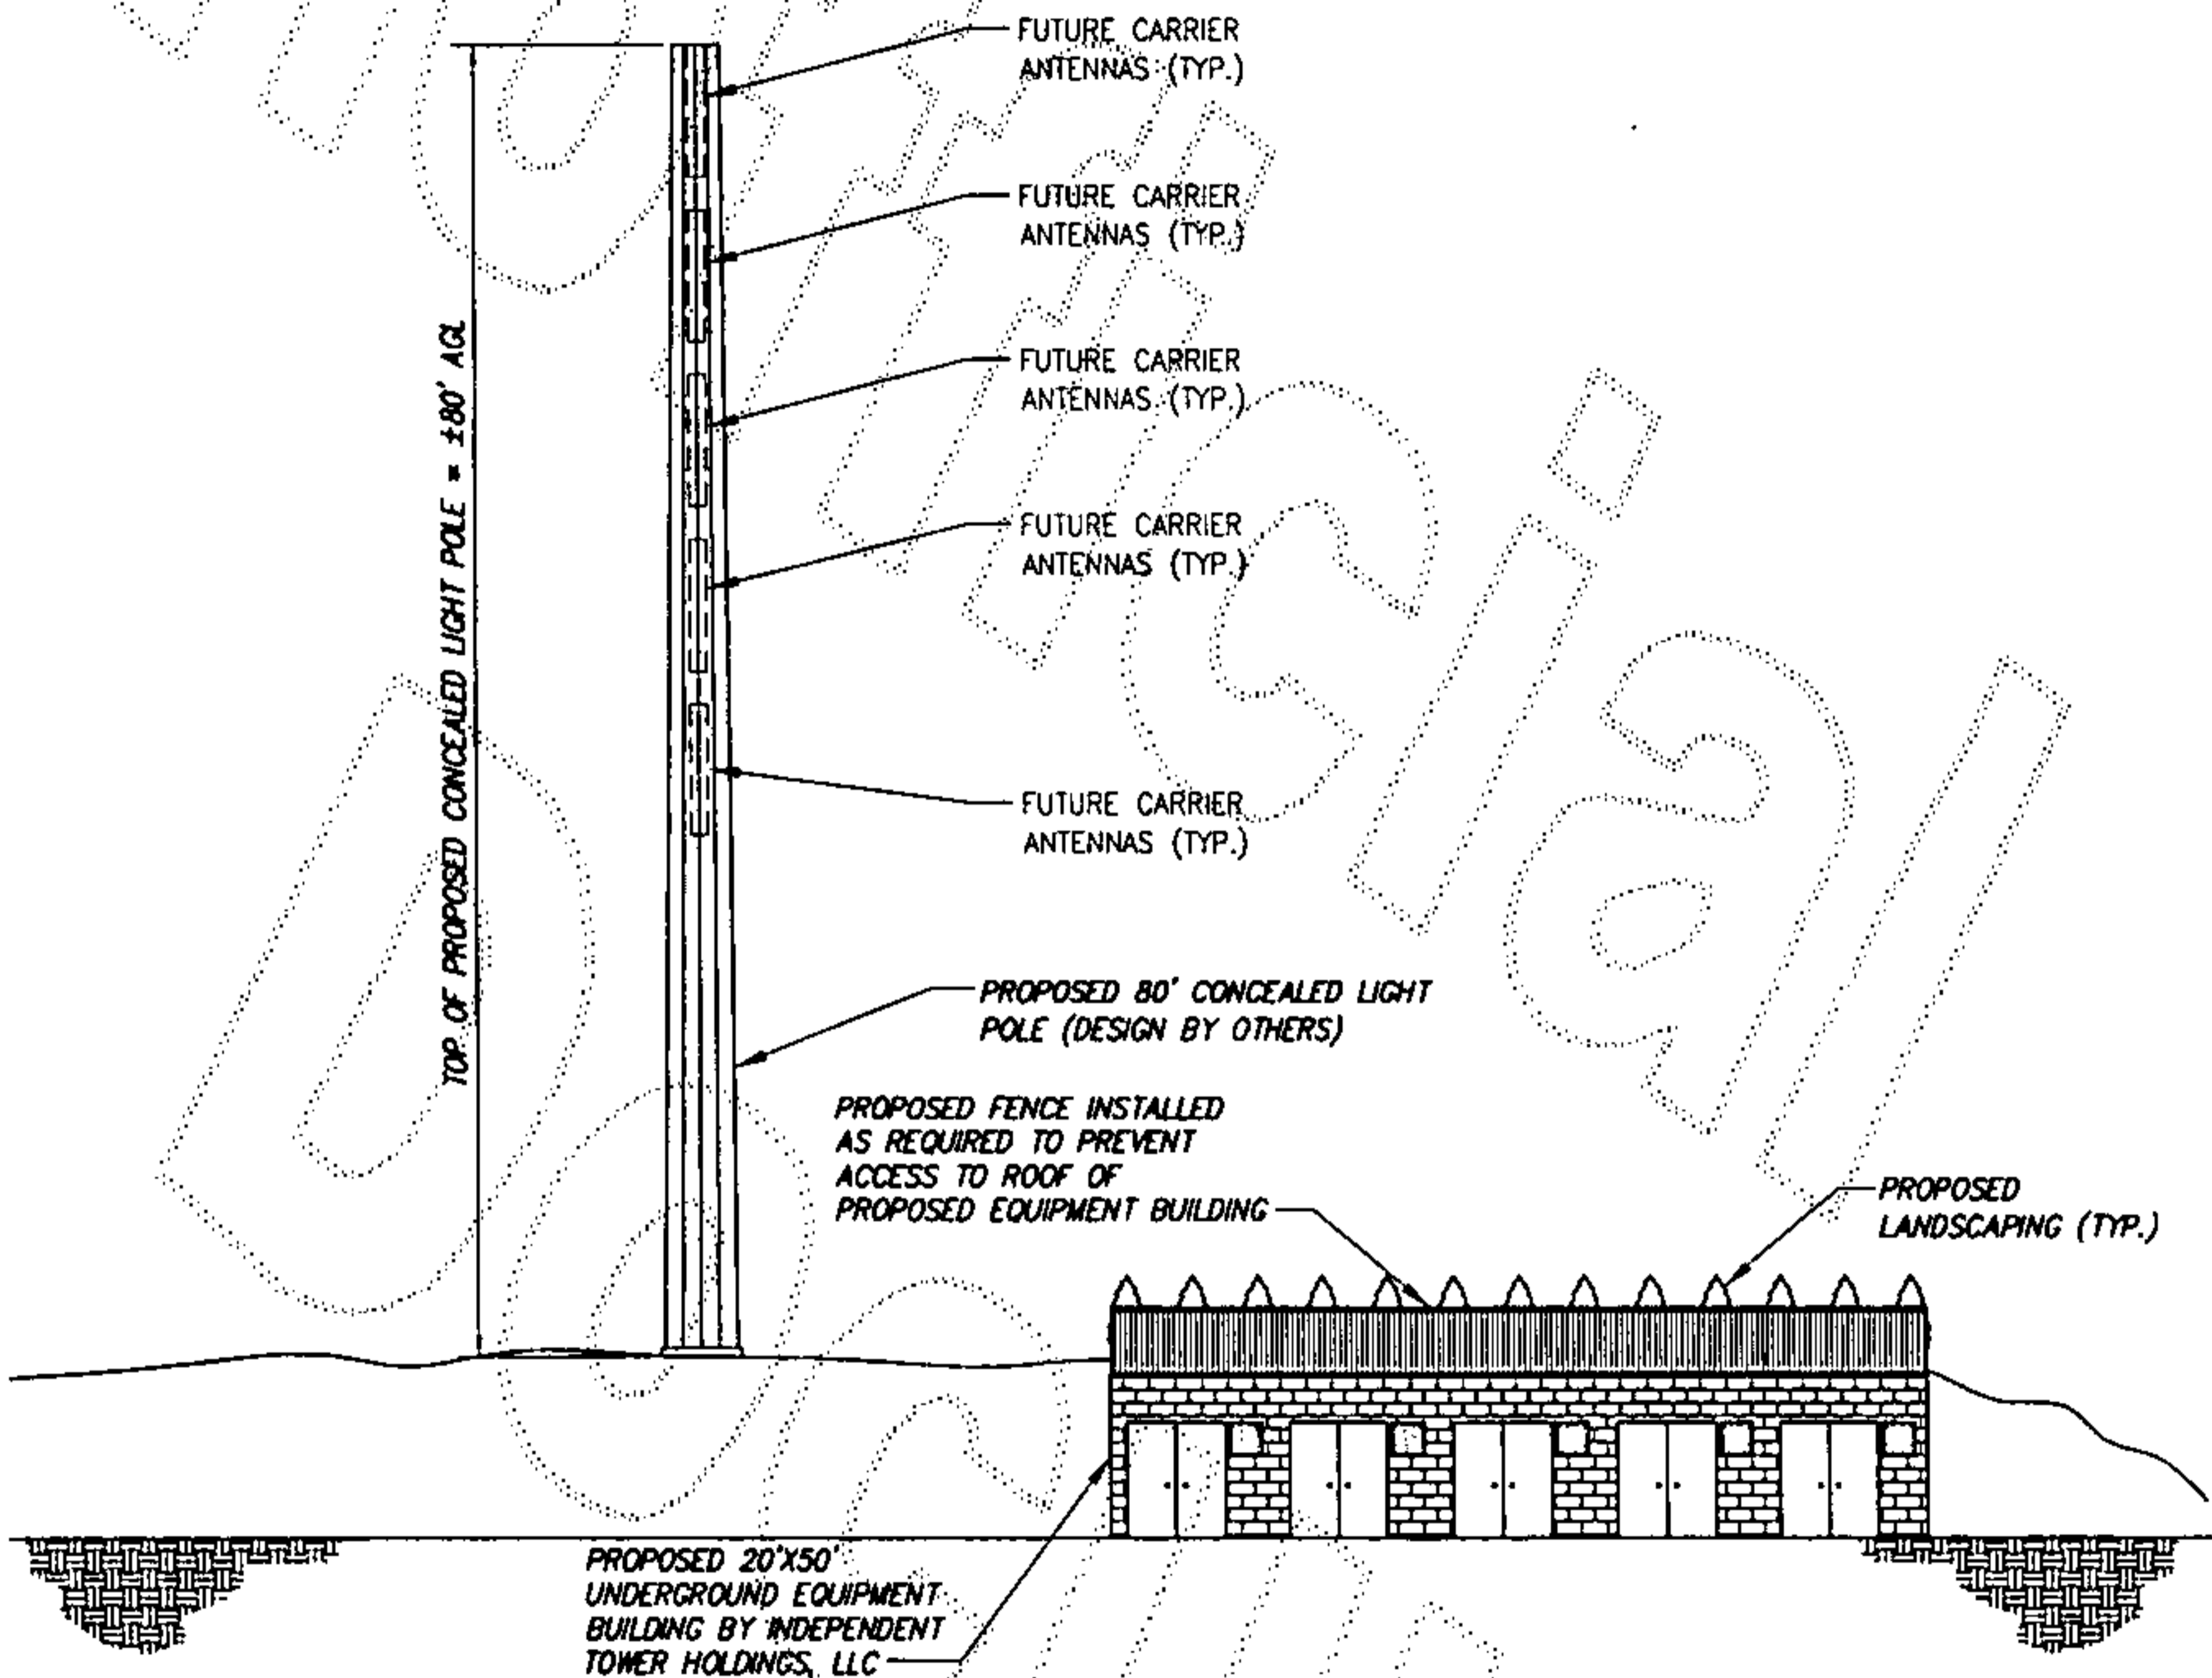 FUTURE CARRIER
ANTENNAS (TYP.)
FUTURE CARRIER
ANTENNAS (TYP.)
FUTURE CARRIER
ANTENNAS (TYP.)
FUTURE CARRIER
ANTENNAS (TYP.)
FUTURE CARRIER
ANTENNAS (TYP.)
TOP OF PROPOSED CONCEALED LIGHT POLE = ±80' AGL
PROPOSED 80' CONCEALED LIGHT
POLE (DESIGN BY OTHERS)
PROPOSED FENCE INSTALLED
AS REQUIRED TO PREVENT
ACCESS TO ROOF OF
PROPOSED EQUIPMENT BUILDING
PROPOSED
LANDSCAPING (TYP.)
PROPOSED 20'X50'
UNDERGROUND EQUIPMENT
BUILDING BY INDEPENDENT
TOWER HOLDINGS, LLC